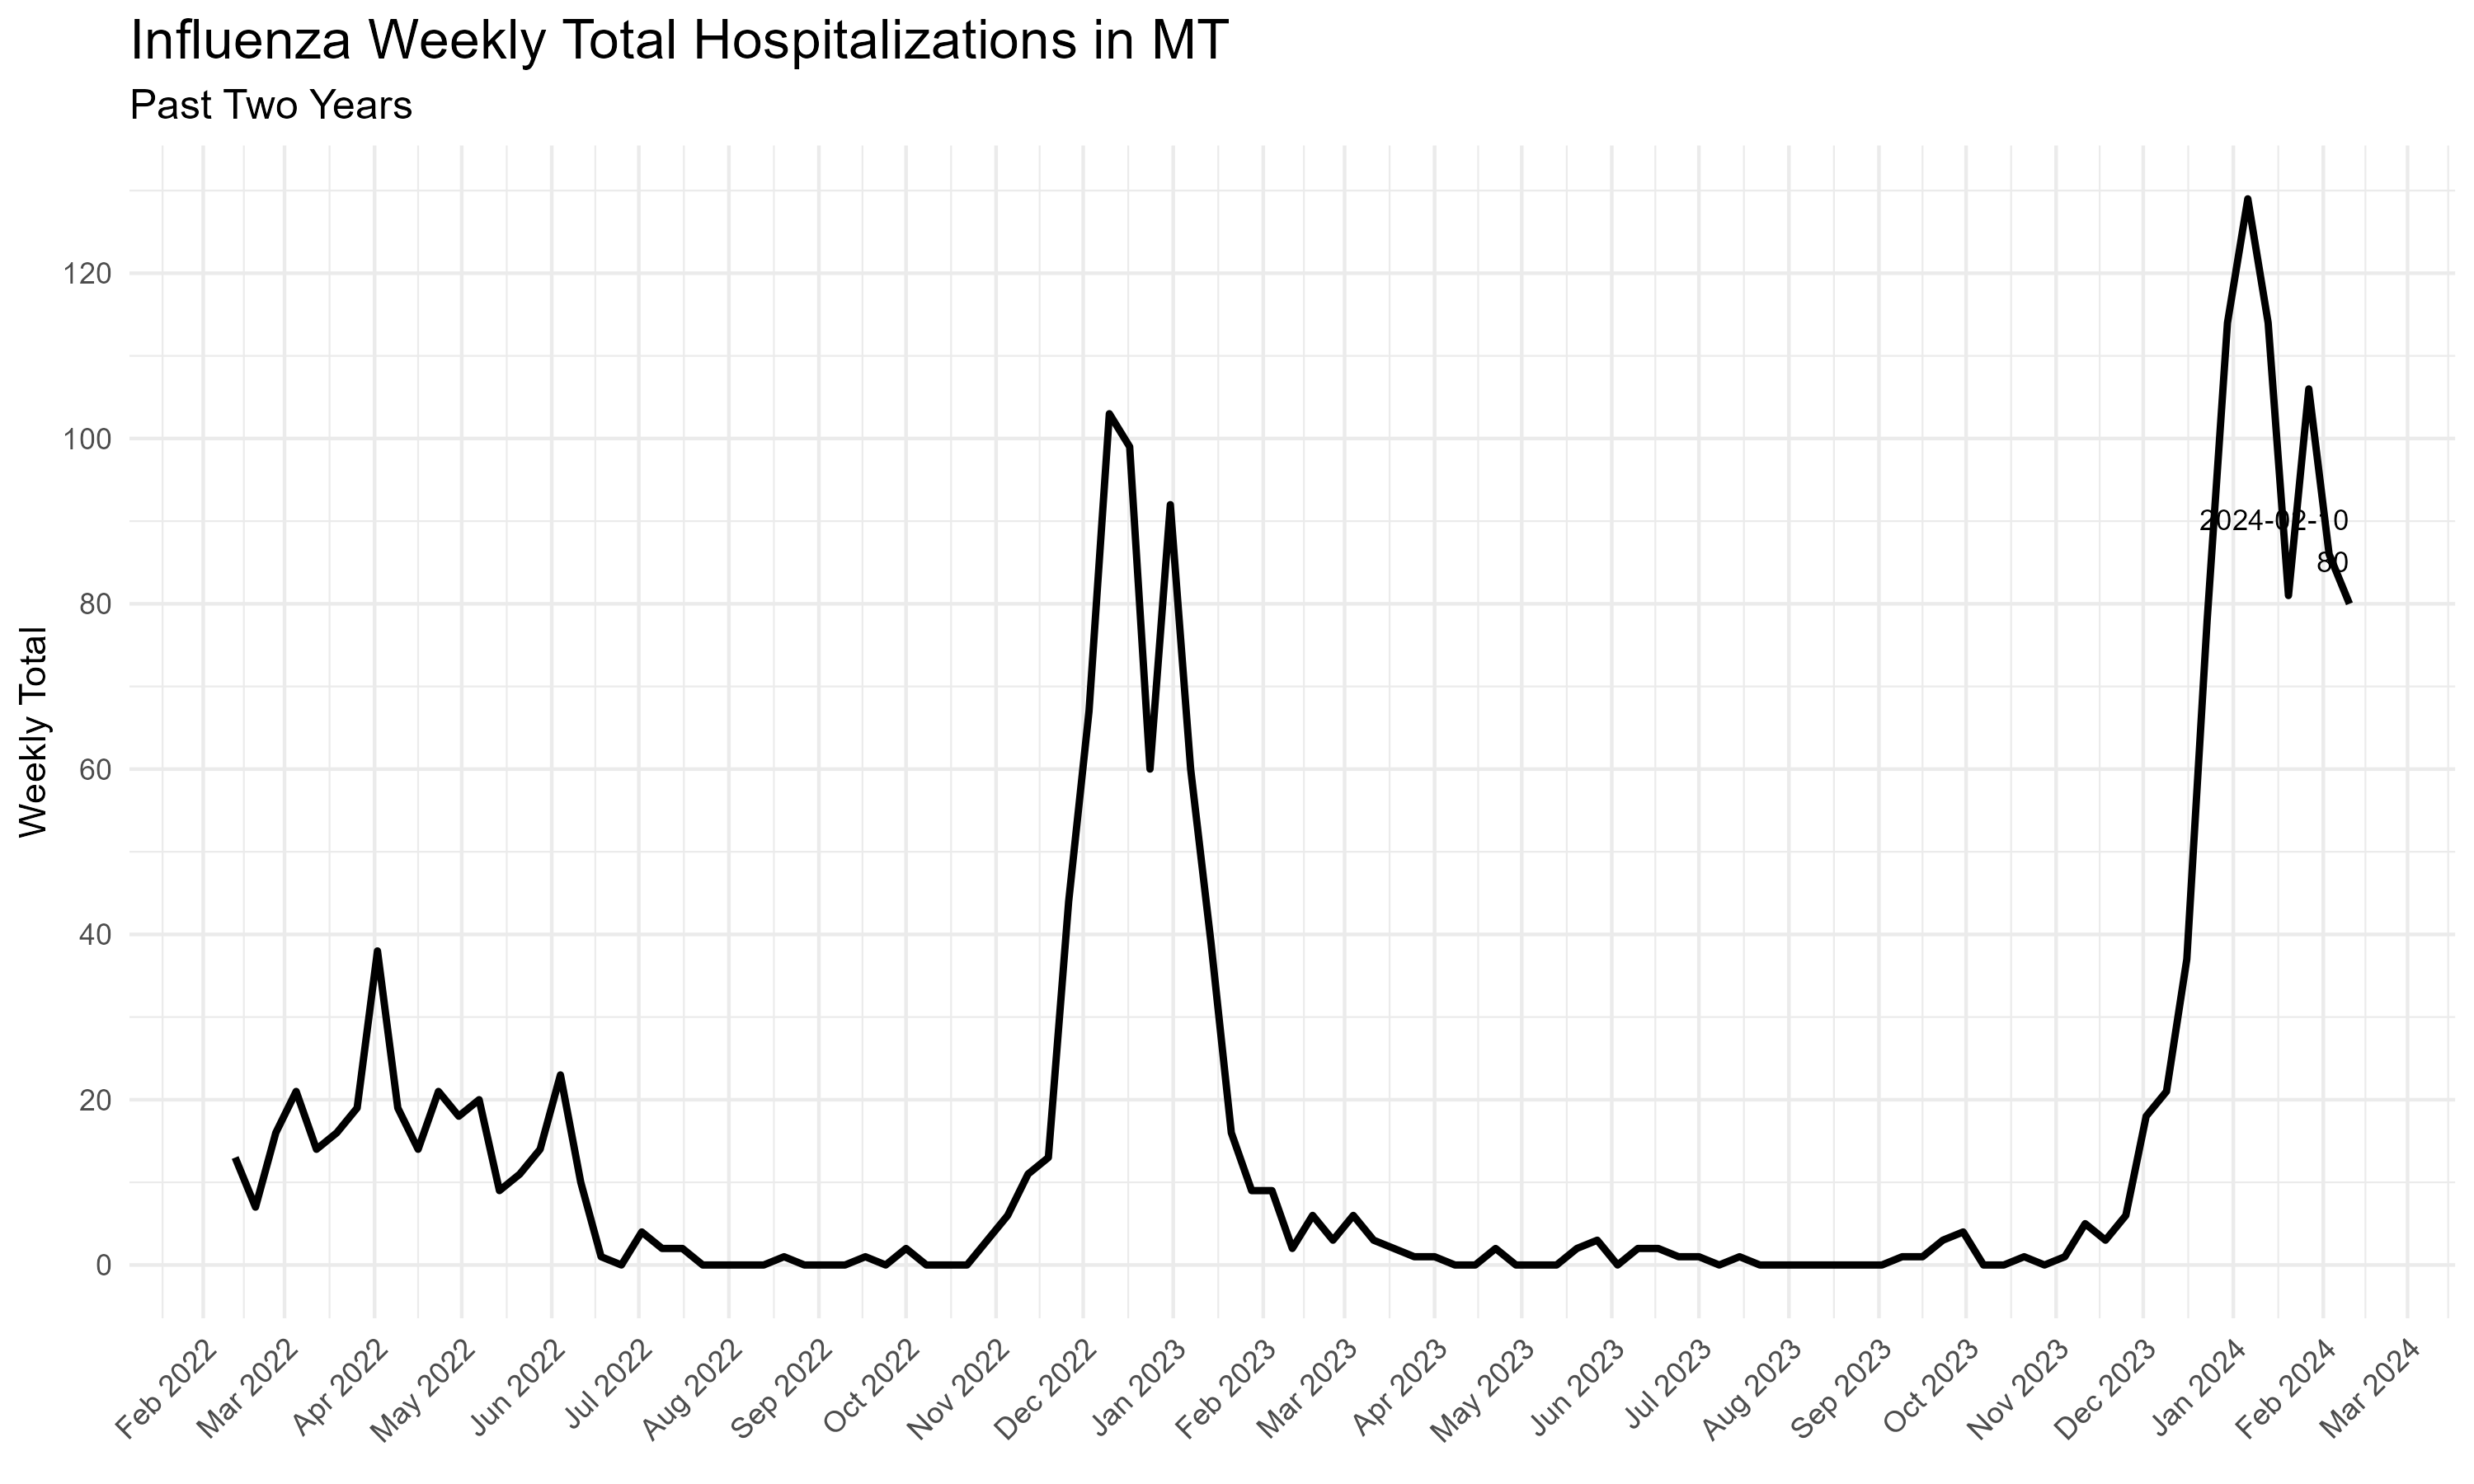 Influenza Weekly Total Hospitalizations in MT
Past Two Years
Weekly Total
120
100
80
60
40
20
0
2024-02-10
80
Feb 2022
Mar 2022
Apr 2022
May 2022
Jun 2022
Jul 2022
Aug 2022
Sep 2022
Oct 2022
Nov 2022
Dec 2022
Jan 2023
Feb 2023
Mar 2023
Apr 2023
May 2023
Jun 2023
Jul 2023
Aug 2023
Sep 2023
Oct 2023
Nov 2023
Dec 2023
Jan 2024
Feb 2024
Mar 2024